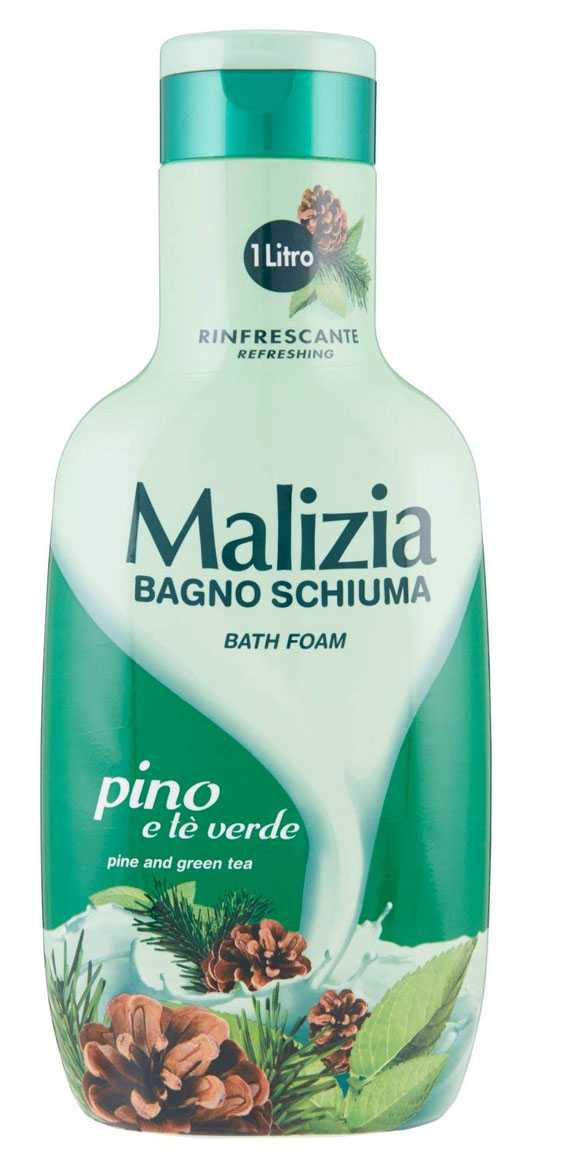 1 Litro
RINFRESCANTE
REFRESHING
Malizia
BAGNO SCHIUMA
BATH FOAM
pino
e tè verde
pine and green tea